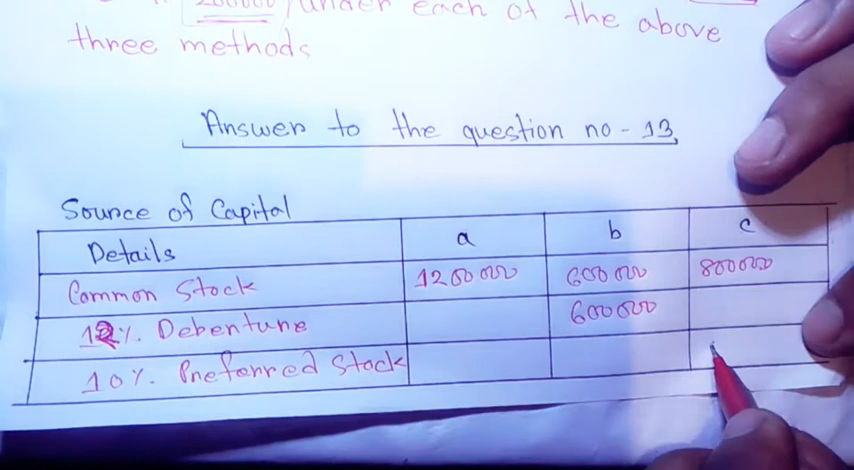 200000 under each of the above
three methods
Answer to the question no - 13
Source of Capital
Details a b c
Common Stock 1200000 600000 800000
12% Debenture 600000
10% Preferred Stock